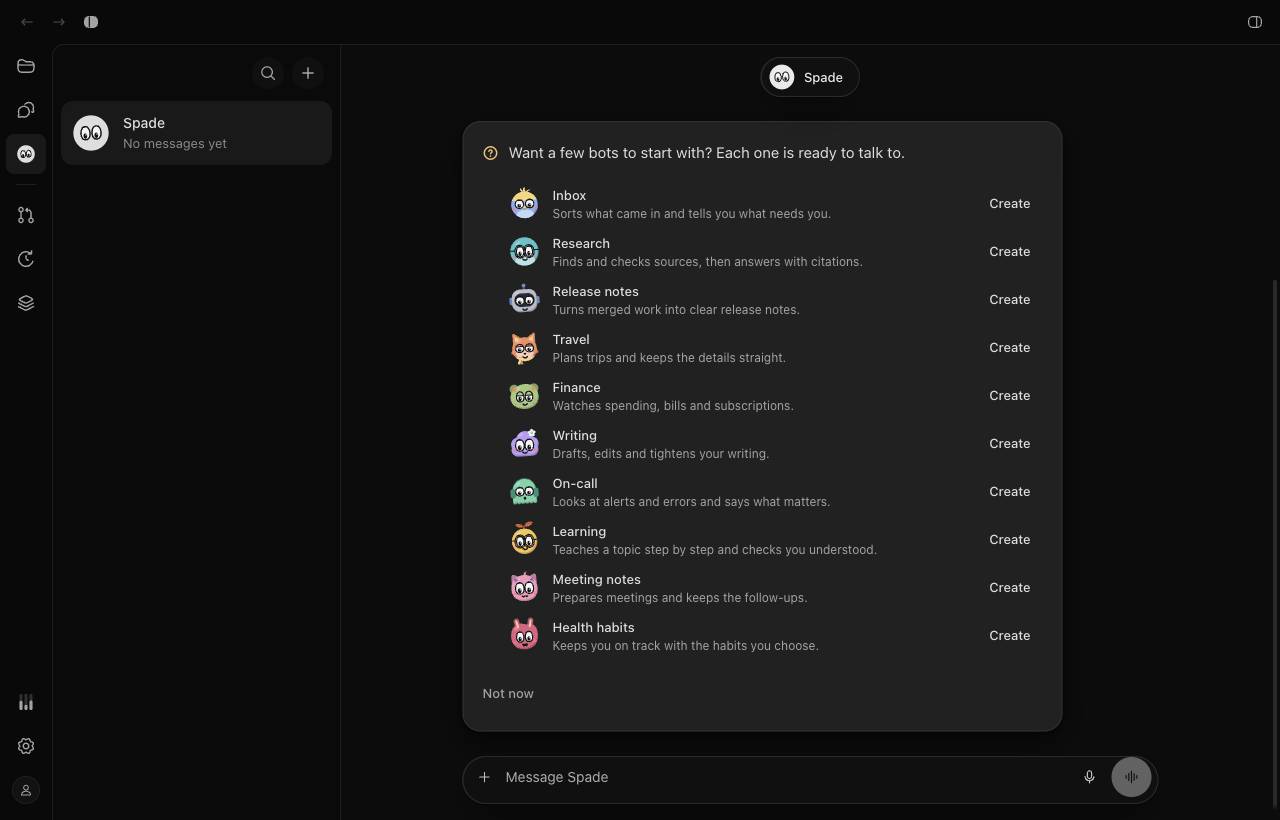 Spade
No messages yet
Spade
Want a few bots to start with? Each one is ready to talk to.
Inbox
Sorts what came in and tells you what needs you.
Create
Research
Finds and checks sources, then answers with citations.
Create
Release notes
Turns merged work into clear release notes.
Create
Travel
Plans trips and keeps the details straight.
Create
Finance
Watches spending, bills and subscriptions.
Create
Writing
Drafts, edits and tightens your writing.
Create
On-call
Looks at alerts and errors and says what matters.
Create
Learning
Teaches a topic step by step and checks you understood.
Create
Meeting notes
Prepares meetings and keeps the follow-ups.
Create
Health habits
Keeps you on track with the habits you choose.
Create
Not now
Message Spade